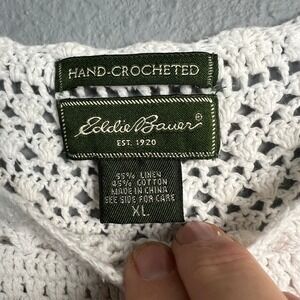 HAND-CROCHETED
Eddie Bauer®
EST. 1920
55% LINEN
45% COTTON
MADE IN CHINA
SEE SIDE FOR CARE
XL